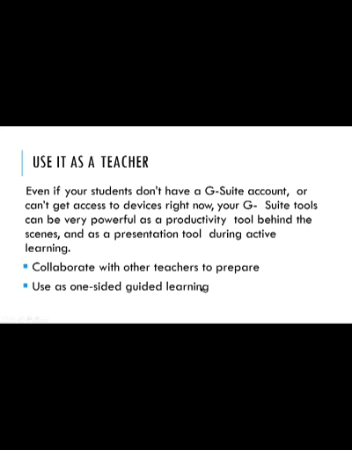 USE IT AS A TEACHER
Even if your students don't have a G-Suite account, or
can't get access to devices right now, your G- Suite tools
can be very powerful as a productivity tool behind the
scenes, and as a presentation tool during active
learning.
Collaborate with other teachers to prepare
Use as one-sided guided learning